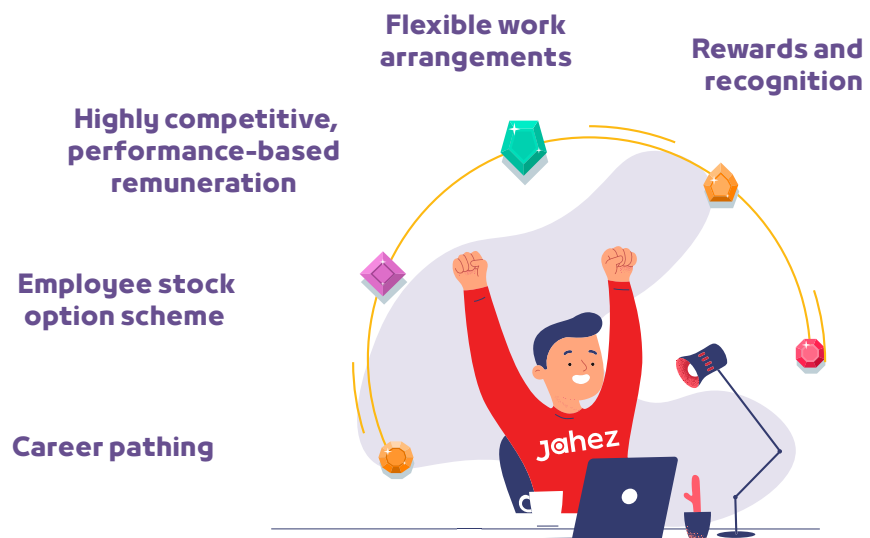 Flexible work
arrangements
Rewards and
recognition
Highly competitive,
performance-based
remuneration
Employee stock
option scheme
Career pathing
Jahez